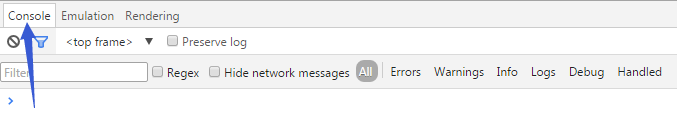 Console Emulation Rendering
<top frame> ▼ Preserve log
Filter Regex Hide network messages All Errors Warnings Info Logs Debug Handled
>